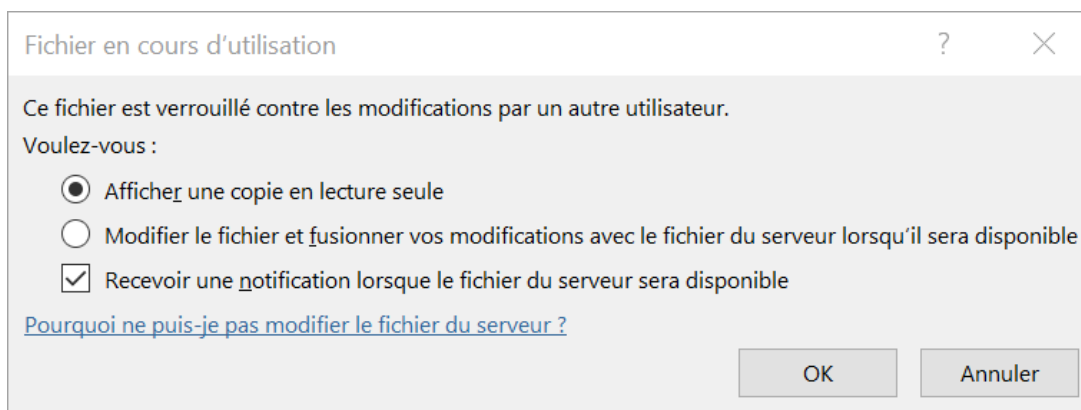 Fichier en cours d’utilisation ?
Ce fichier est verrouillé contre les modifications par un autre utilisateur.
Voulez-vous :
Afficher une copie en lecture seule
Modifier le fichier et fusionner vos modifications avec le fichier du serveur lorsqu’il sera disponible
Recevoir une notification lorsque le fichier du serveur sera disponible
Pourquoi ne puis-je pas modifier le fichier du serveur ?
OK Annuler